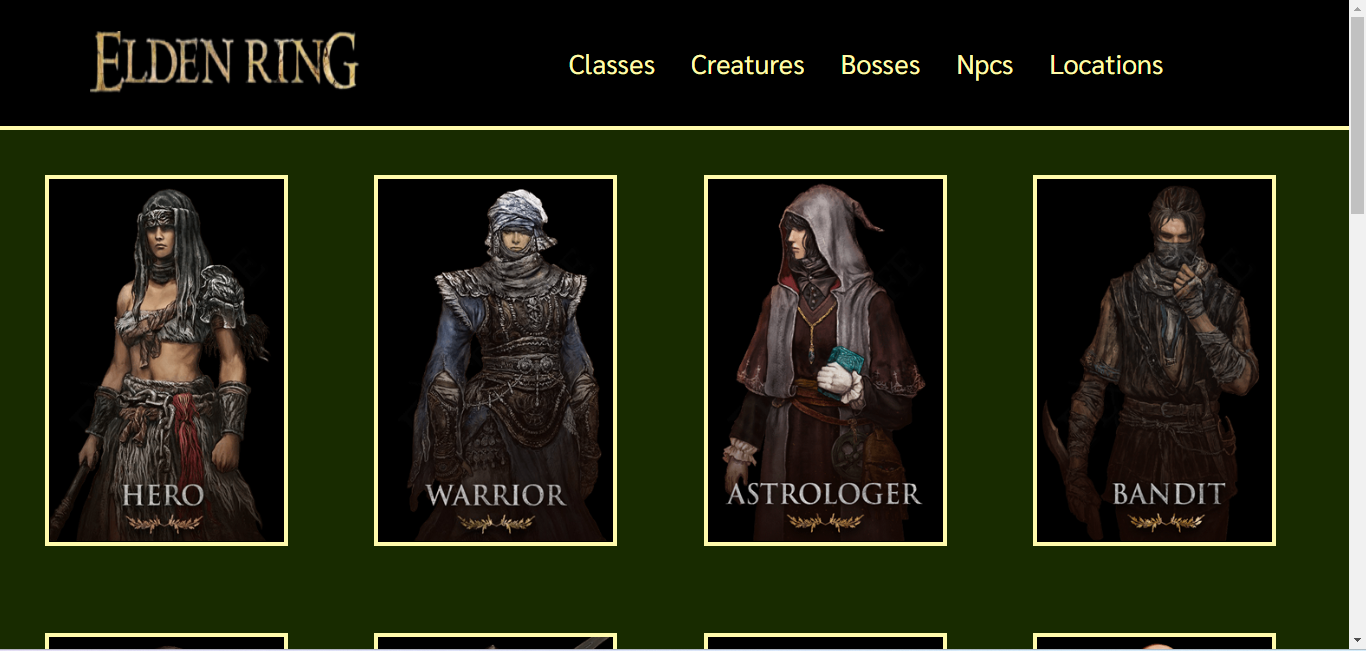 ELDEN RING
Classes Creatures Bosses Npcs Locations
HERO
WARRIOR
ASTROLOGER
BANDIT